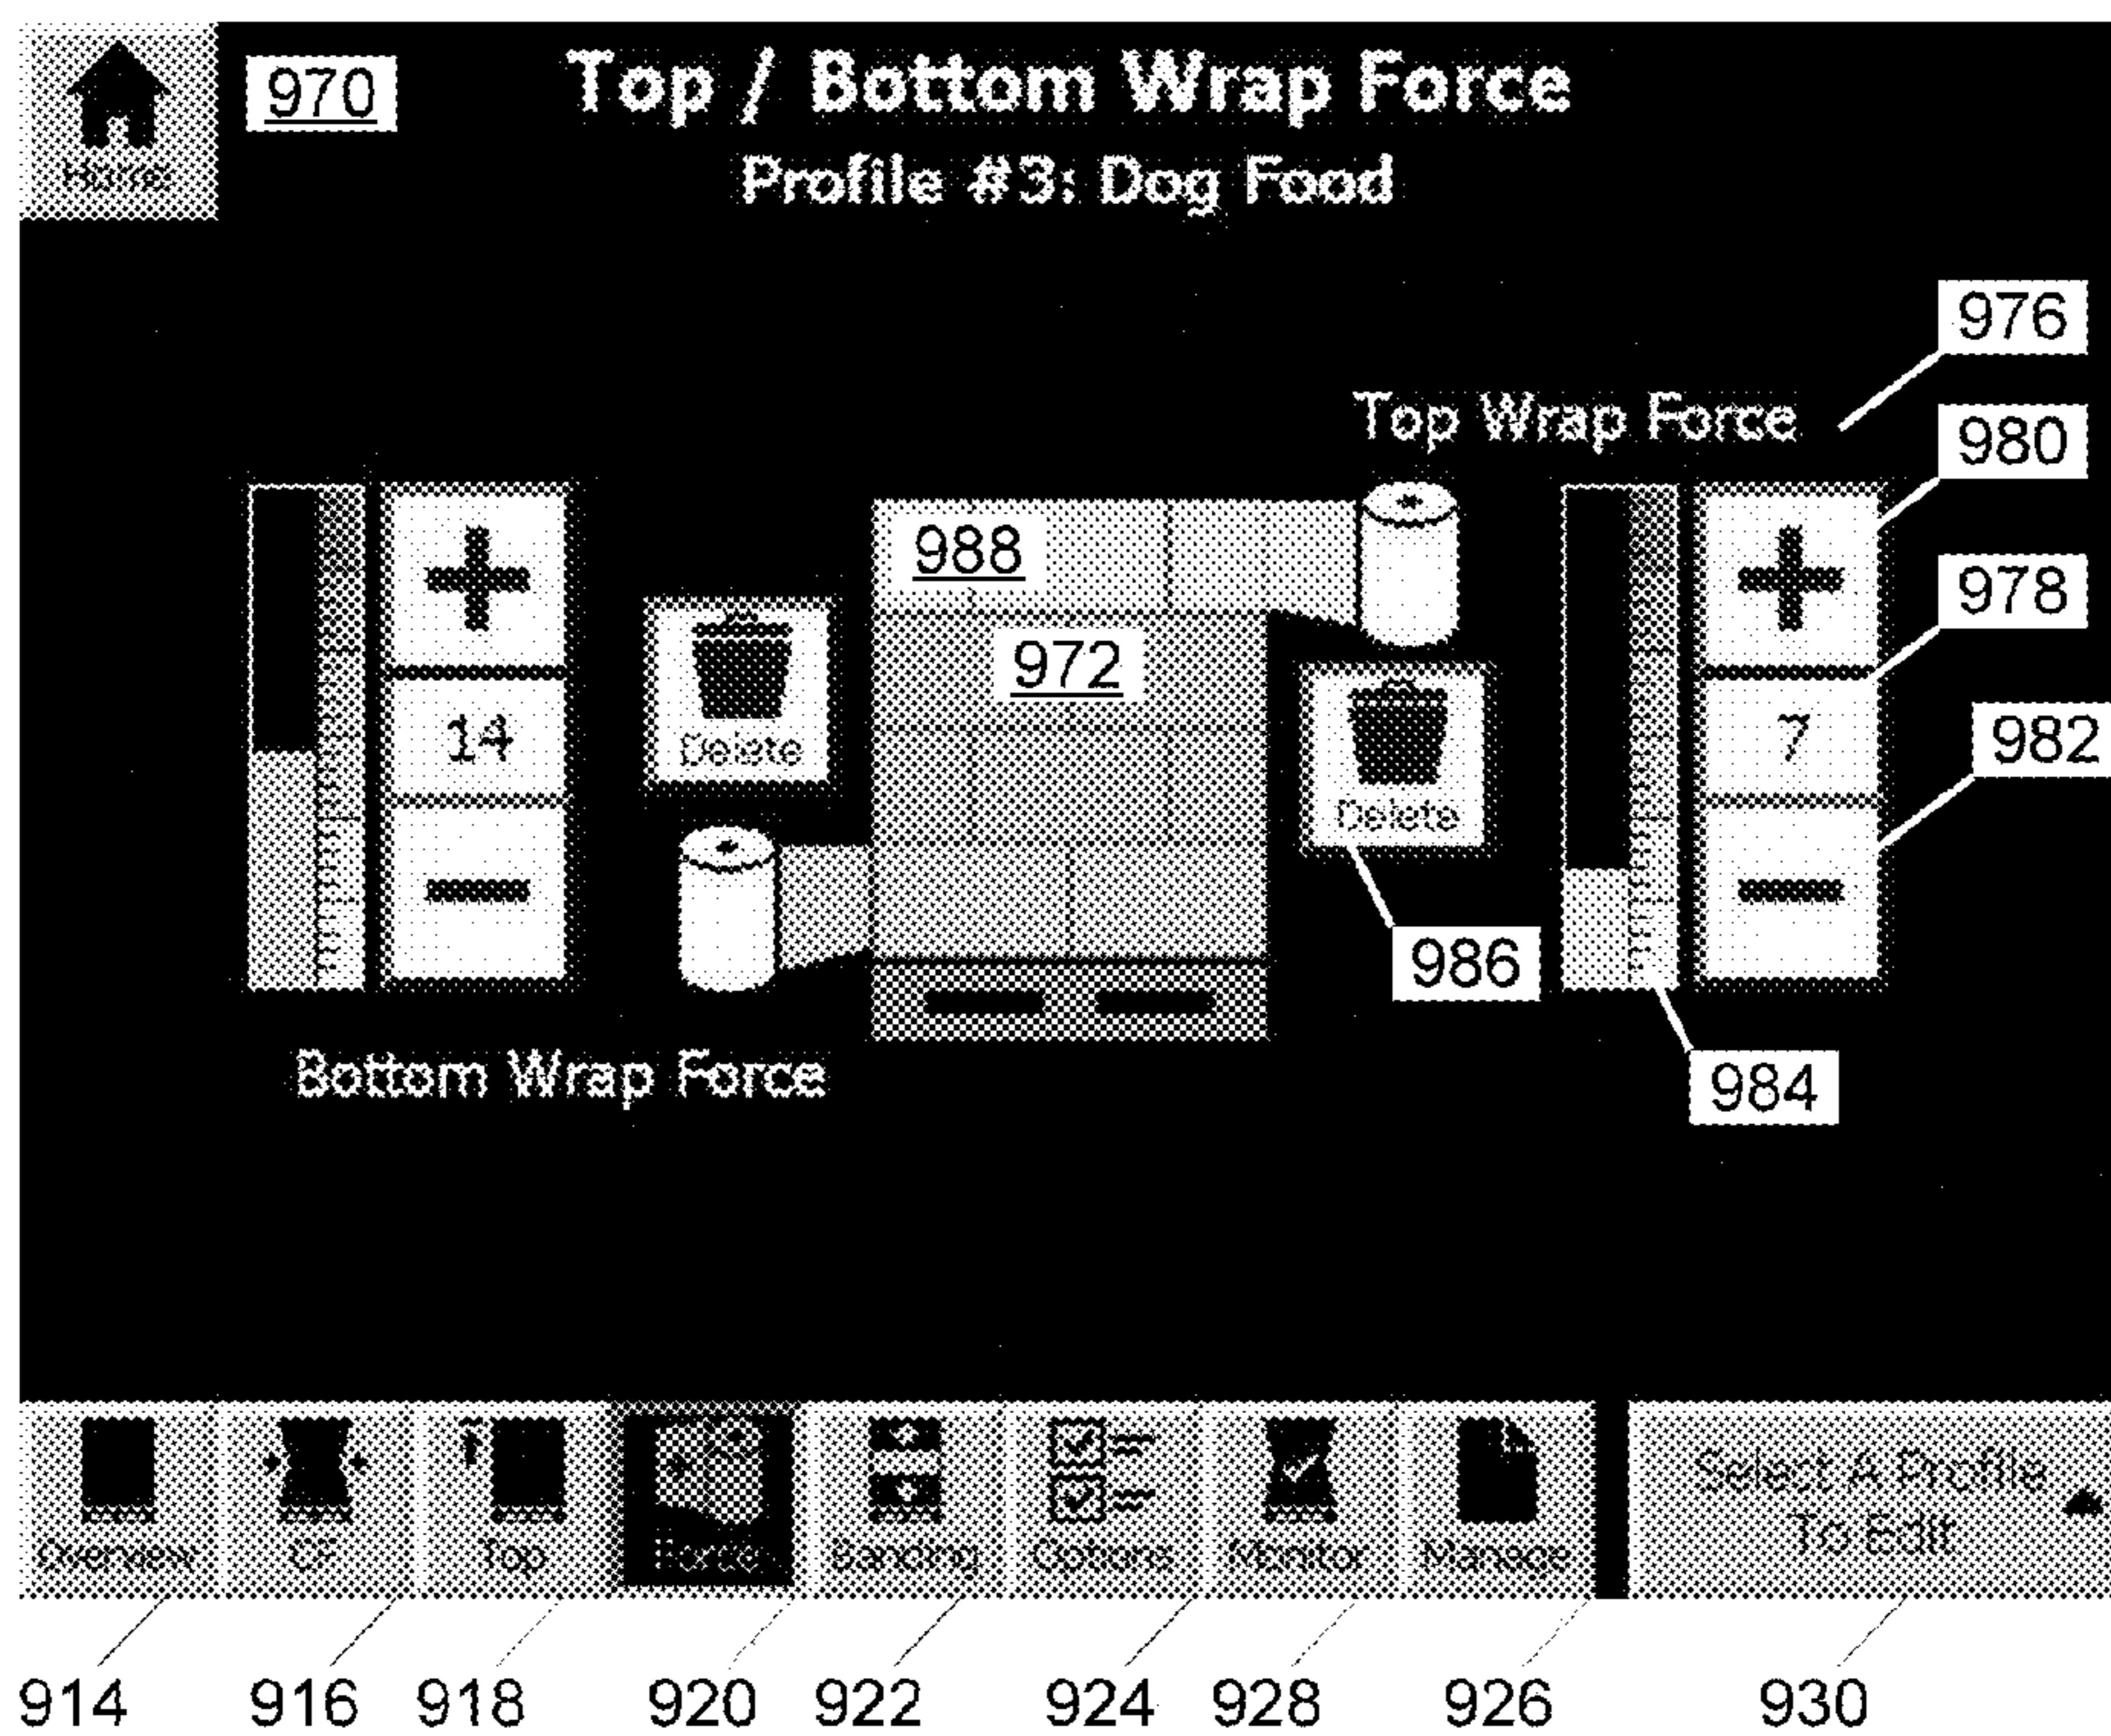 970
Top / Bottom Wrap Force
Home
Profile #3: Dog Food
976
Top Wrap Force
980
988
978
972
14
Delete
7
982
Delete
986
Bottom Wrap Force
984
Overview
CF
Top
Force
Banding
Options
Monitor
Manage
Select A Profile
To Edit
914
916
918
920
922
924
928
926
930